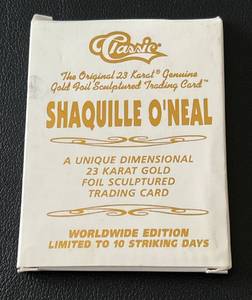 Classic
The Original 23 Karat® Genuine
Gold Foil Sculptured Trading Card™
SHAQUILLE O'NEAL
A UNIQUE DIMENSIONAL
23 KARAT GOLD
FOIL SCULPTURED
TRADING CARD
WORLDWIDE EDITION
LIMITED TO 10 STRIKING DAYS